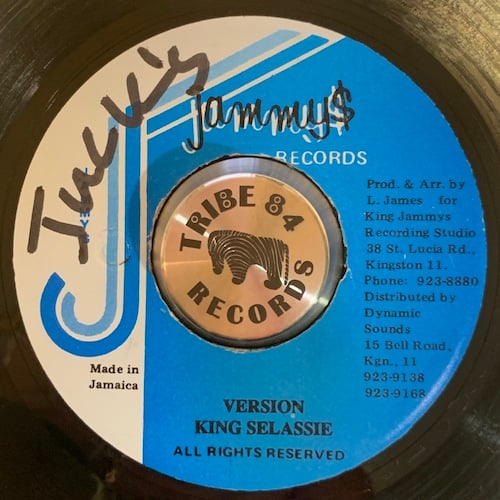 Tuck's
jammy$
RECORDS
TRIBE 84
RECORDS
Prod. & Arr. by
L. James for
King Jammys
Recording Studio
38 St. Lucia Rd.,
Kingston 11.
Phone: 923-8880
Distributed by
Dynamic
Sounds
15 Bell Road,
Kgn., 11
923-9138
923-9168
Made in
Jamaica
VERSION
KING SELASSIE
ALL RIGHTS RESERVED